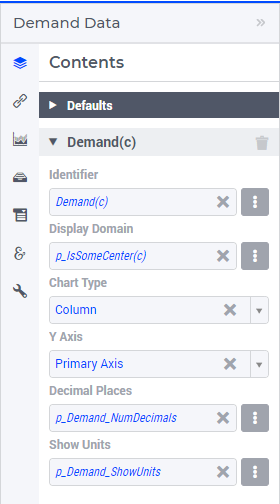 Demand Data
Contents
Defaults
Demand(c)
Identifier
Demand(c)
Display Domain
p_IsSomeCenter(c)
Chart Type
Column
Y Axis
Primary Axis
Decimal Places
p_Demand_NumDecimals
Show Units
p_Demand_ShowUnits